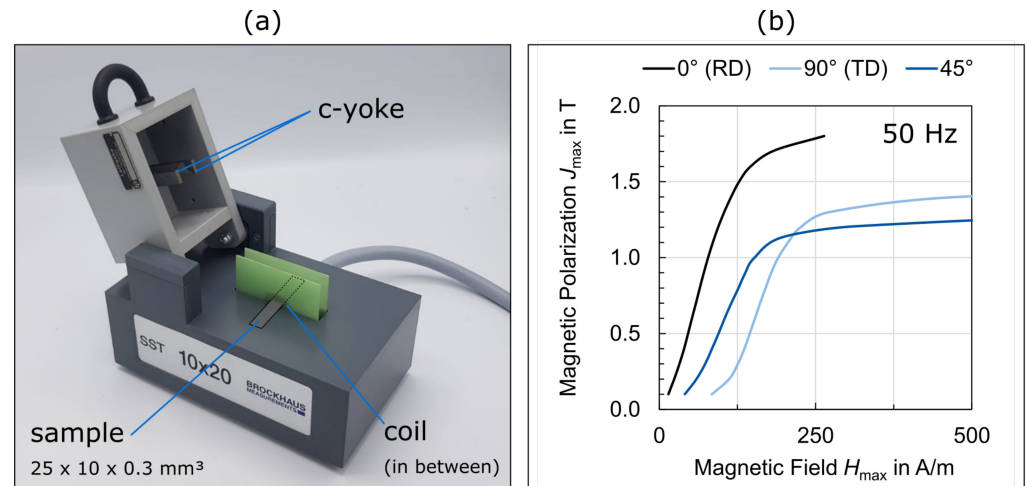 (a)
c-yoke
SST 10x20
BROCKHAUS
MEASUREMENTS
sample
25 x 10 x 0.3 mm³
coil
(in between)
(b)
0° (RD) 90° (TD) 45°
50 Hz
Magnetic Polarization Jmax in T
2.0
1.5
1.0
0.5
0.0
0 250 500
Magnetic Field Hmax in A/m